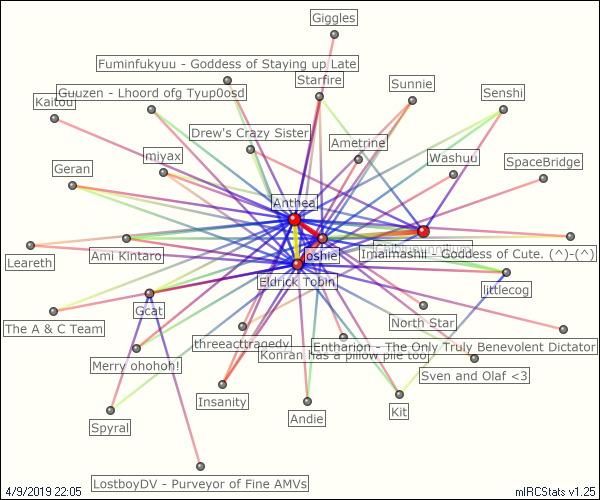 Giggles
Fuminfukyuu - Goddess of Staying up Late
Starfire
Sunnie
Guuzen - Lhoord ofg Tyup0osd
Senshi
Kaitou
Drew's Crazy Sister
Ametrine
miyax
Washuu
SpaceBridge
Geran
Anthea
Ami Kintaro
Joshie
Imaimashii - Goddess of Cute. (^)-(^)
Leareth
Eldrick Tobin
littlecog
Gcat
The A & C Team
North Star
threeacttragedy
Entharion - The Only Truly Benevolent Dictator
Konran has a pillow pile too
Merry ohohoh!
Sven and Olaf <3
Insanity
Kit
Andie
Spyral
LostboyDV - Purveyor of Fine AMVs
4/9/2019 22:05
mIRCStats v1.25